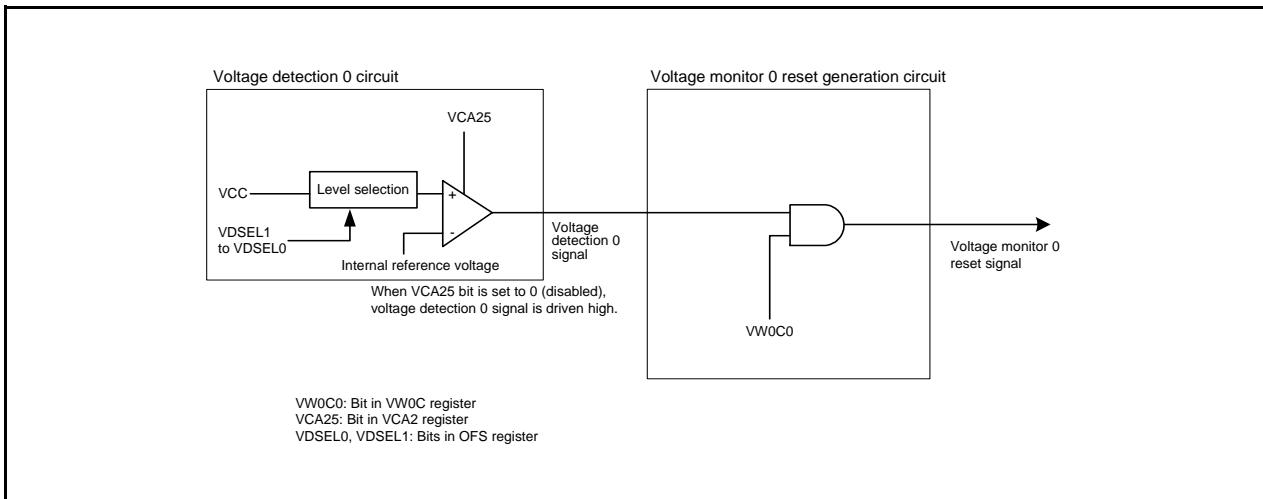 Voltage detection 0 circuit
Voltage monitor 0 reset generation circuit
VCA25
VCC
Level selection
+
-
VDSEL1
to VDSEL0
Internal reference voltage
Voltage
detection 0
signal
When VCA25 bit is set to 0 (disabled),
voltage detection 0 signal is driven high.
VW0C0
Voltage monitor 0
reset signal
VW0C0: Bit in VW0C register
VCA25: Bit in VCA2 register
VDSEL0, VDSEL1: Bits in OFS register